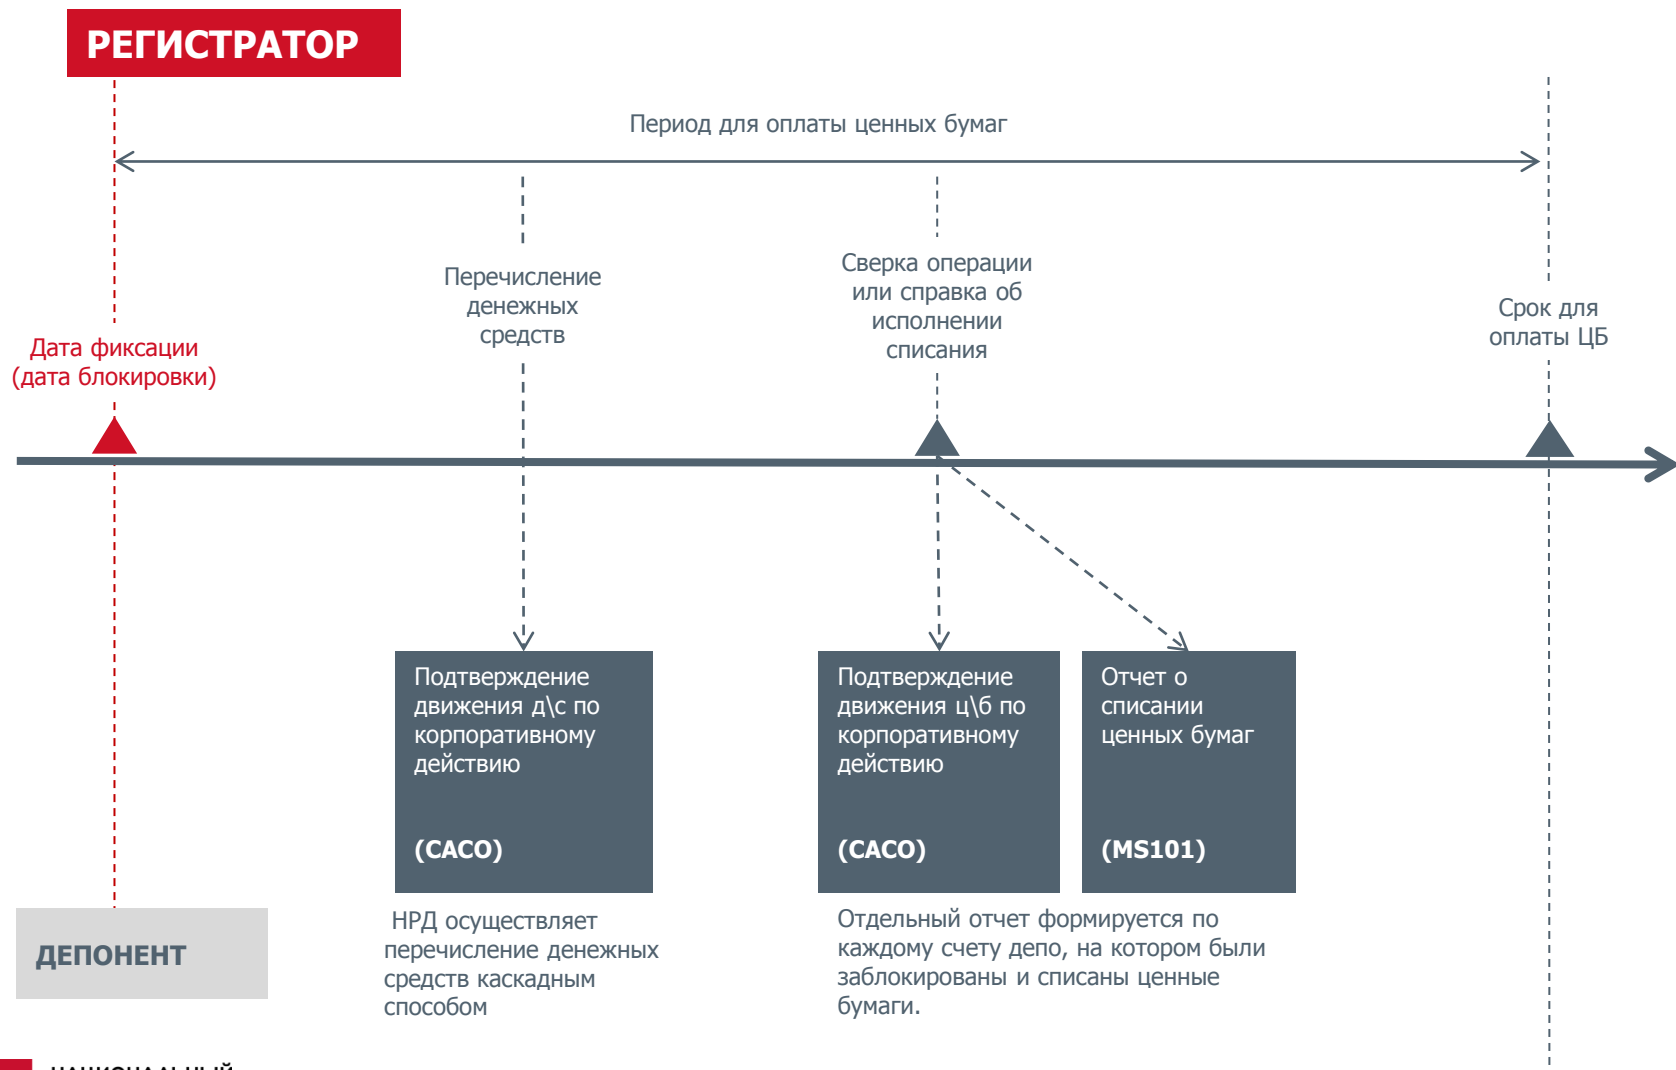 РЕГИСТРАТОР
Период для оплаты ценных бумаг
Перечисление
денежных
средств
Сверка операции
или справка об
исполнении
списания
Срок для
оплаты ЦБ
Дата фиксации
(дата блокировки)
Подтверждение
движения д\с по
корпоративному
действию
(CACO)
Подтверждение
движения ц\б по
корпоративному
действию
(CACO)
Отчет о
списании
ценных бумаг
(MS101)
ДЕПОНЕНТ
НРД осуществляет
перечисление денежных
средств каскадным
способом
Отдельный отчет формируется по
каждому счету депо, на котором были
заблокированы и списаны ценные
бумаги.
НАЦИОНАЛЬНЫЙ